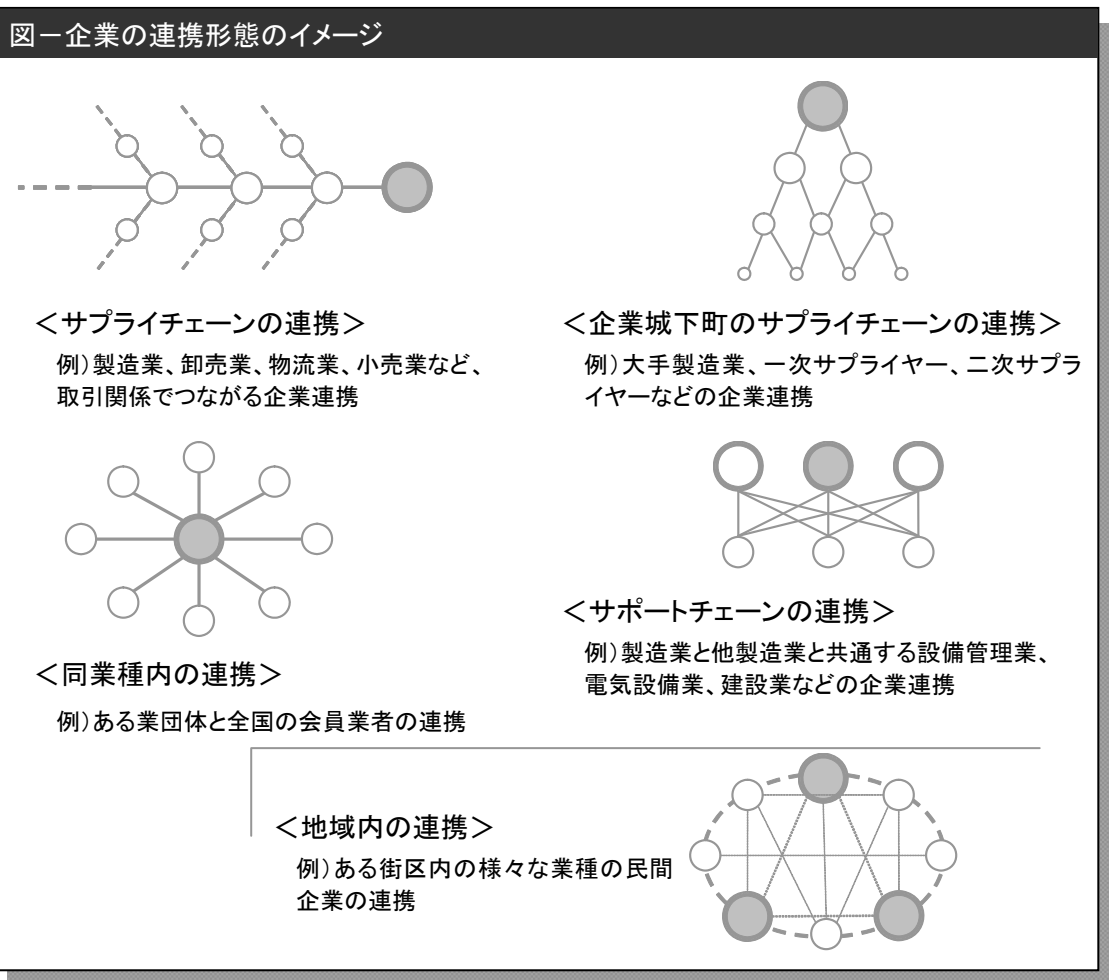 図－企業の連携形態のイメージ
＜サプライチェーンの連携＞
例）製造業、卸売業、物流業、小売業など、
取引関係でつながる企業連携
＜企業城下町のサプライチェーンの連携＞
例）大手製造業、一次サプライヤー、二次サプラ
イヤーなどの企業連携
＜同業種内の連携＞
例）ある業団体と全国の会員業者の連携
＜サポートチェーンの連携＞
例）製造業と他製造業と共通する設備管理業、
電気設備業、建設業などの企業連携
＜地域内の連携＞
例）ある街区内の様々な業種の民間
企業の連携